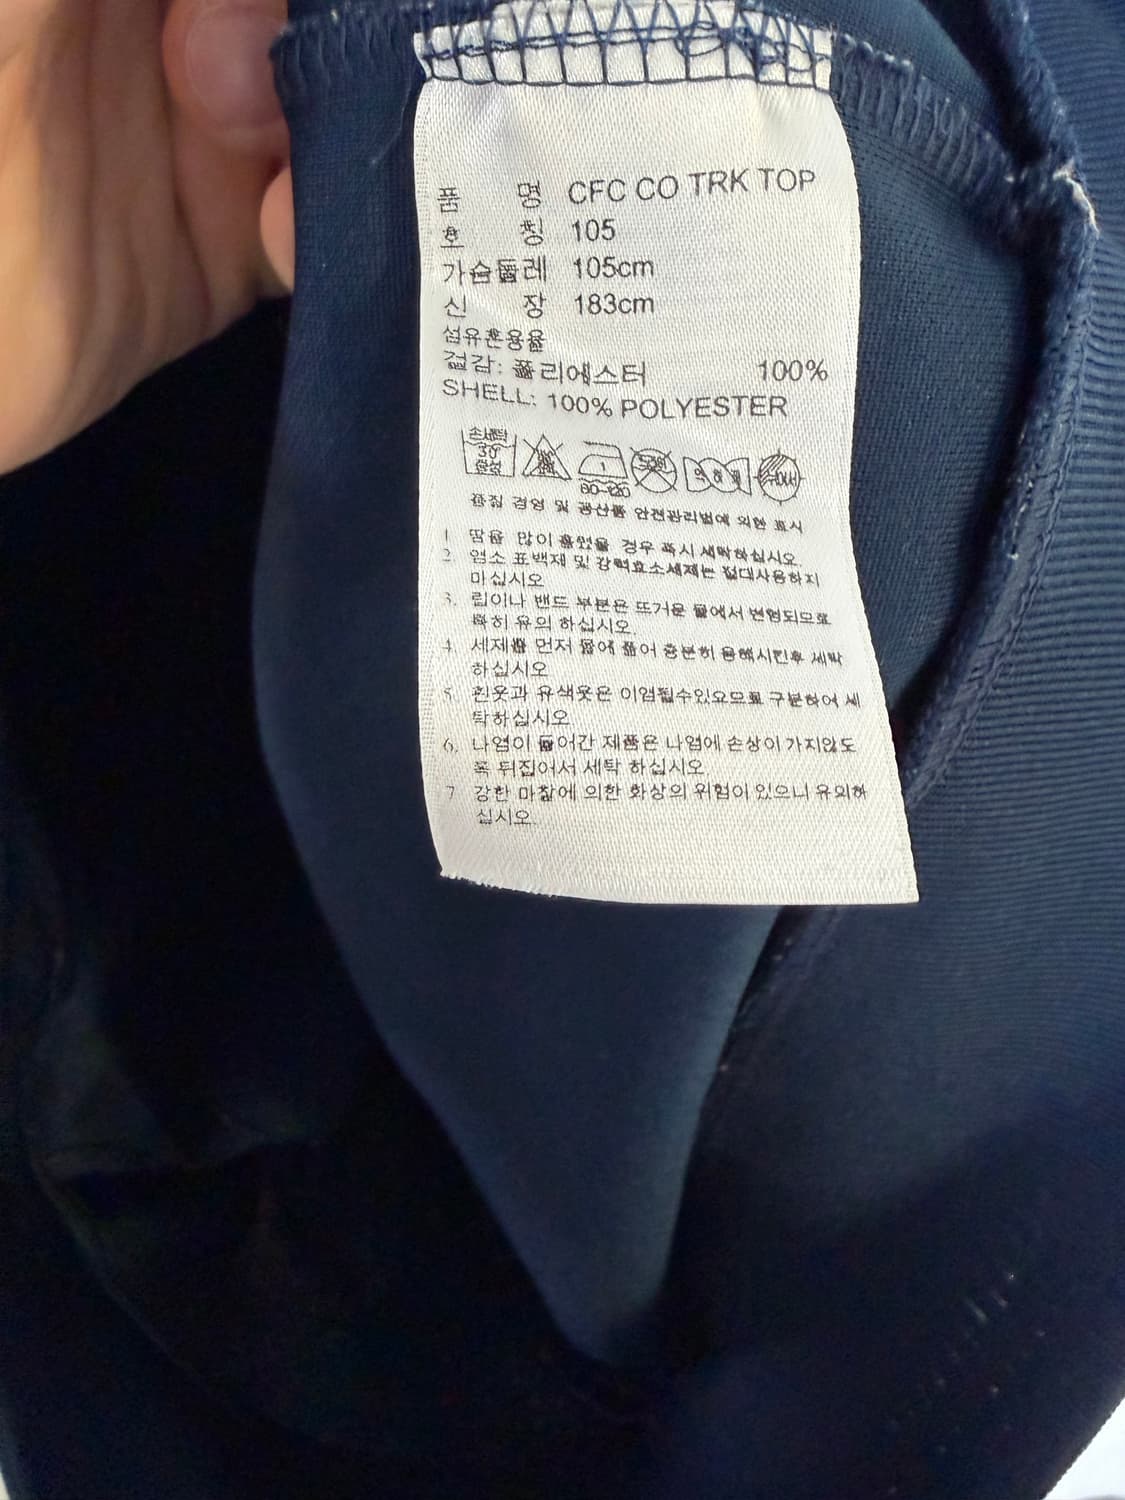 품 명 CFC CO TRK TOP
호 칭 105
가슴둘레 105cm
신 장 183cm
섬유혼용율
겉감: 폴리에스터 100%
SHELL: 100% POLYESTER
손세탁 30 중성
80~120
품질 경영 및 공산품 안전관리법에 의한 표시
1 땀을 많이 흘렸을 경우 즉시 세탁하십시오.
2. 염소 표백제 및 강력효소세제는 절대사용하지
마십시오
3. 립이나 밴드 부분은 뜨거운 물에서 변형되므로
특히 유의 하십시오.
4. 세제를 먼저 물에 풀어 충분히 용해시킨후 세탁
하십시오
5. 흰옷과 유색옷은 이염될수있으므로 구분하여 세
탁하십시오
6. 나염이 들어간 제품은 나염에 손상이 가지않도
록 뒤집어서 세탁 하십시오
7 강한 마찰에 의한 화상의 위험이 있으니 유의하
십시오.